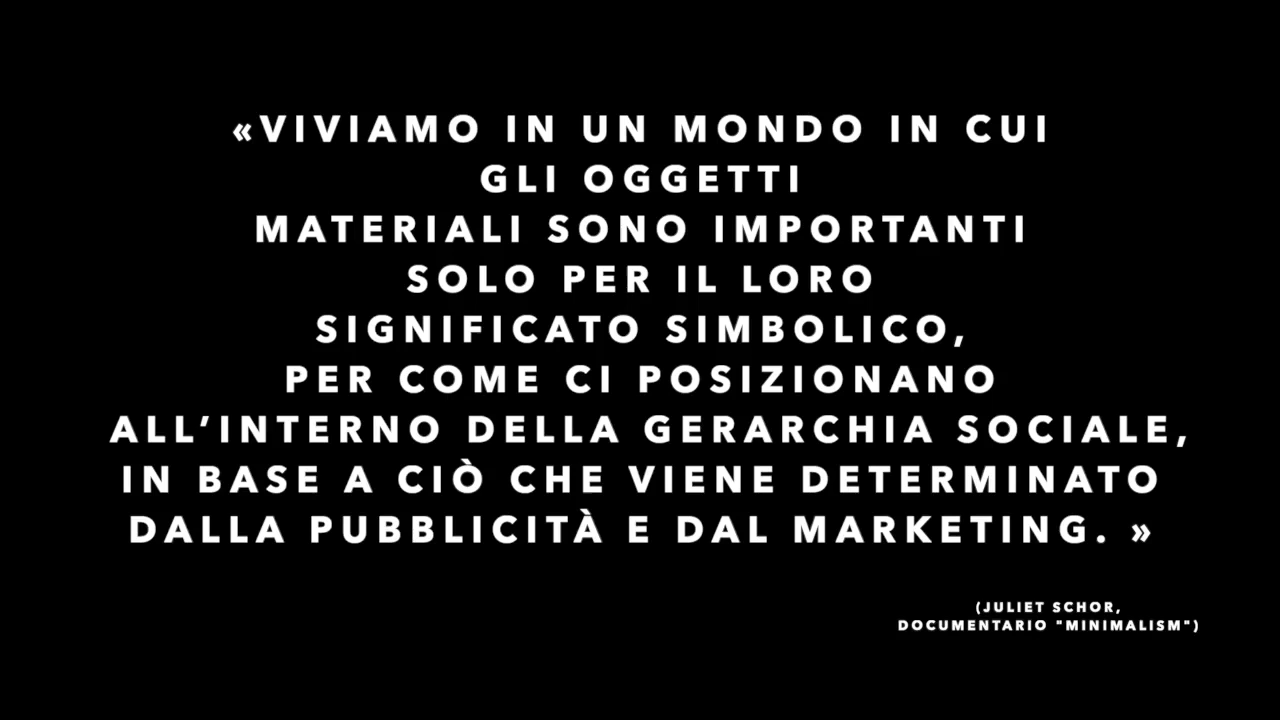 «VIVIAMO IN UN MONDO IN CUI
GLI OGGETTI
MATERIALI SONO IMPORTANTI
SOLO PER IL LORO
SIGNIFICATO SIMBOLICO,
PER COME CI POSIZIONANO
ALL’INTERNO DELLA GERARCHIA SOCIALE,
IN BASE A CIÒ CHE VIENE DETERMINATO
DALLA PUBBLICITÀ E DAL MARKETING. »
(JULIET SCHOR,
DOCUMENTARIO "MINIMALISM")